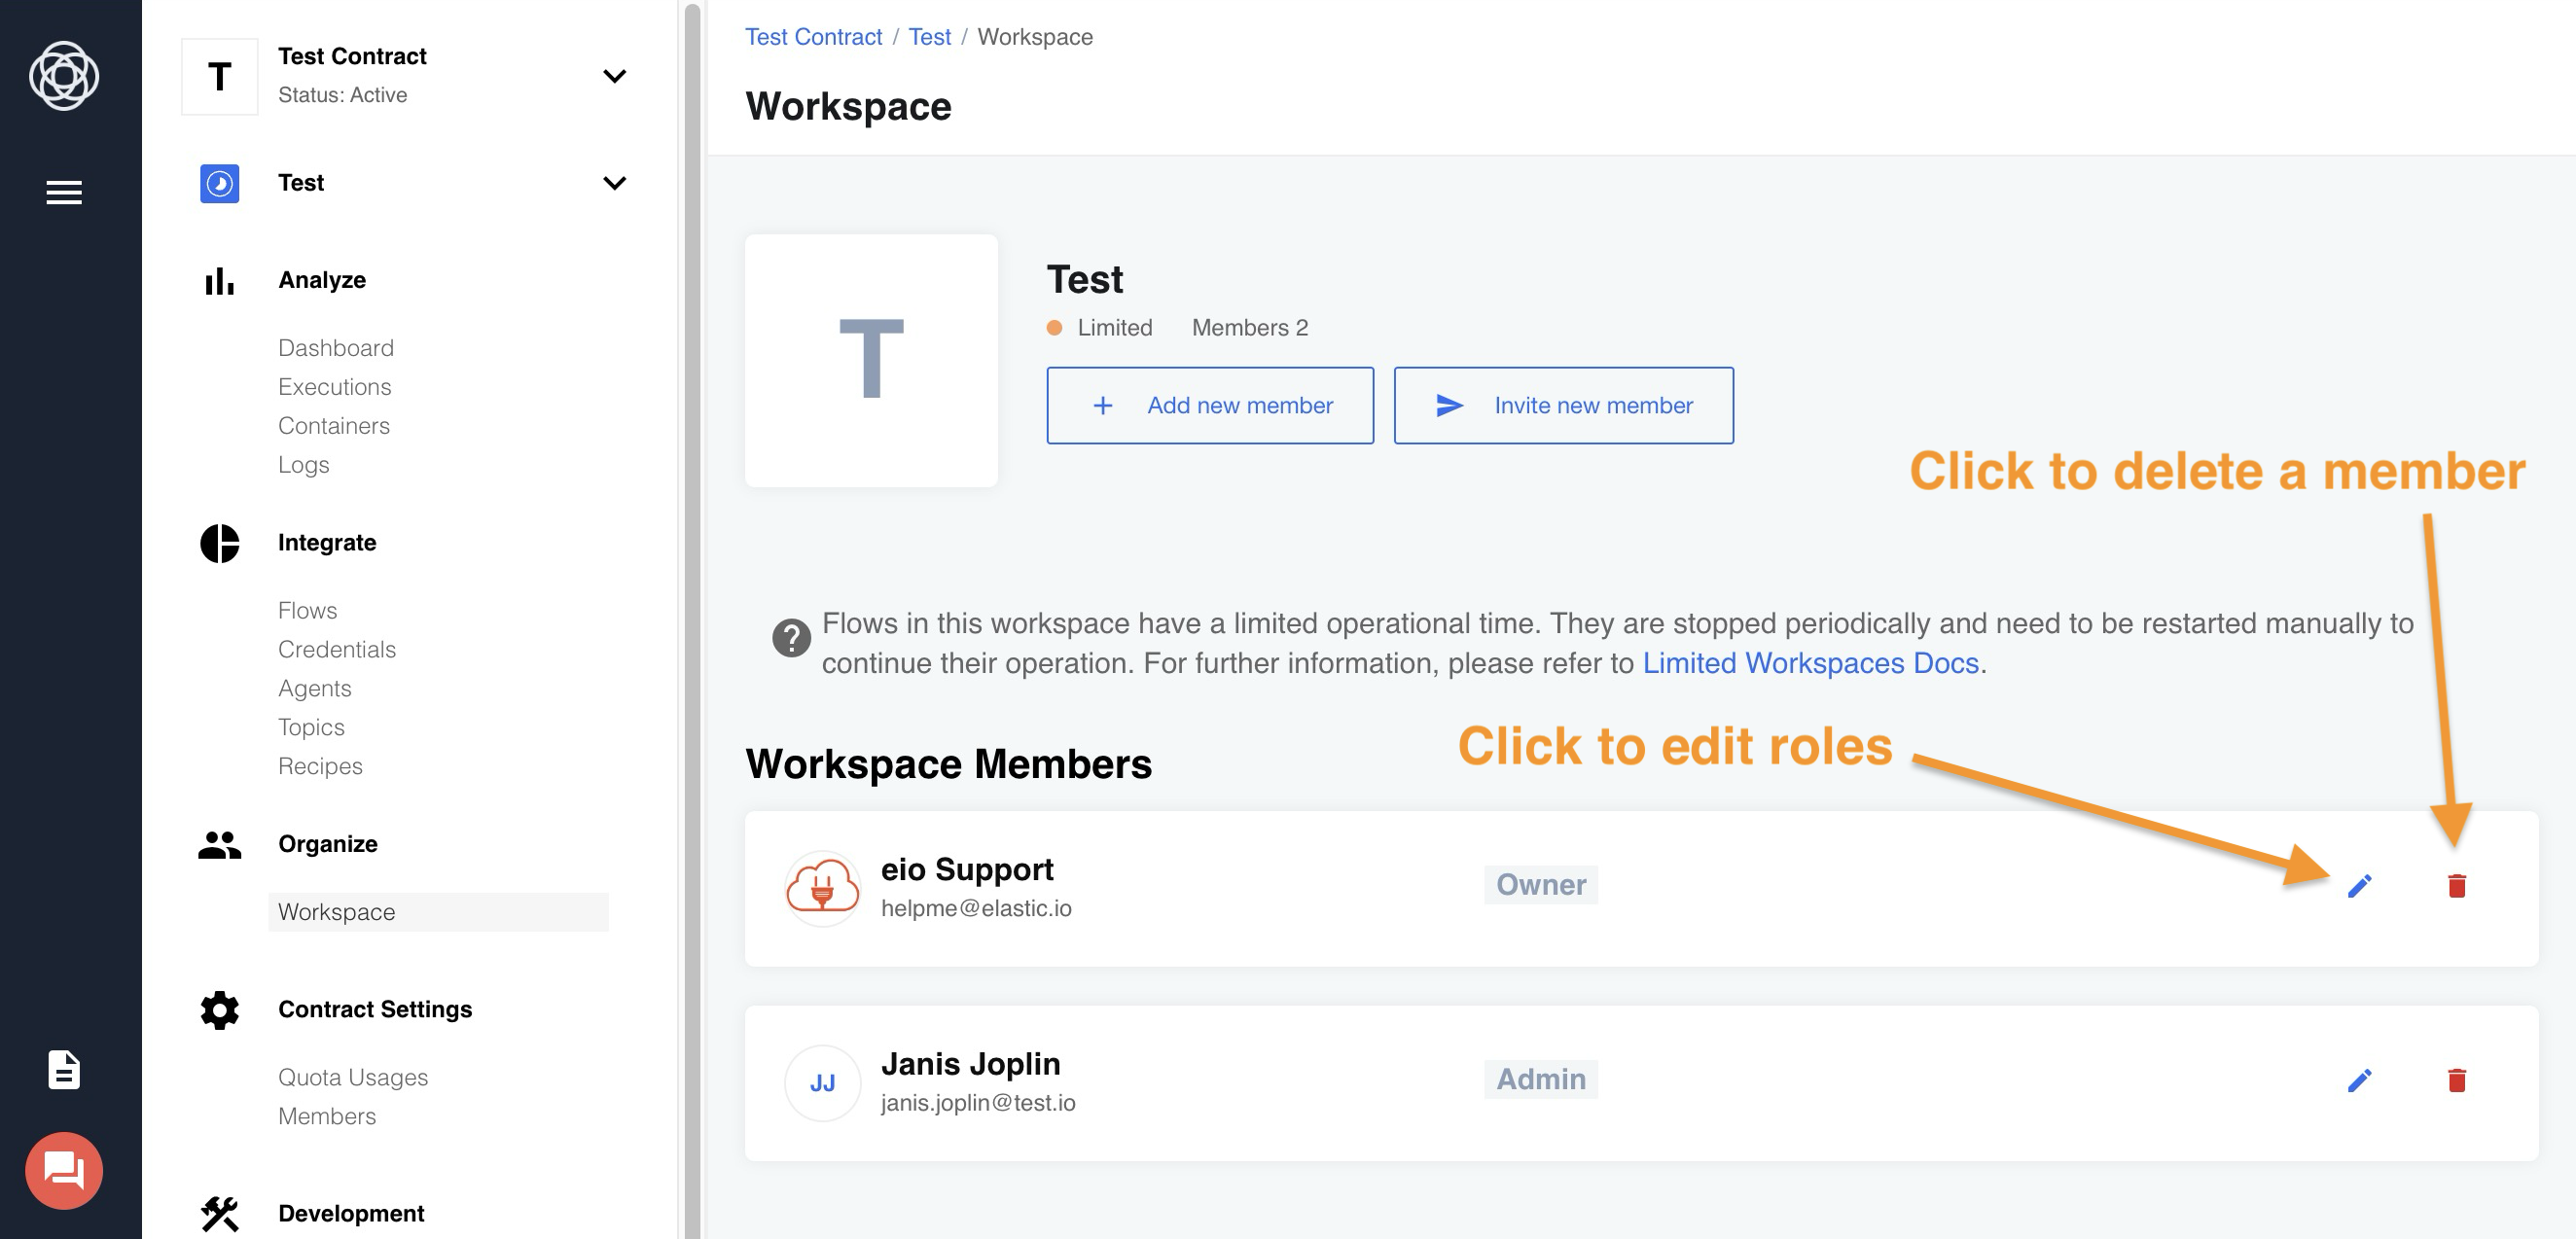 T
Test Contract
Status: Active
Test
Analyze
Dashboard
Executions
Containers
Logs
Integrate
Flows
Credentials
Agents
Topics
Recipes
Organize
Workspace
Contract Settings
Quota Usages
Members
Development
Test Contract / Test / Workspace
Workspace
T
Test
Limited Members 2
+ Add new member
Invite new member
Click to delete a member
? Flows in this workspace have a limited operational time. They are stopped periodically and need to be restarted manually to
continue their operation. For further information, please refer to Limited Workspaces Docs.
Click to edit roles
Workspace Members
eio Support
helpme@elastic.io
Owner
JJ
Janis Joplin
janis.joplin@test.io
Admin